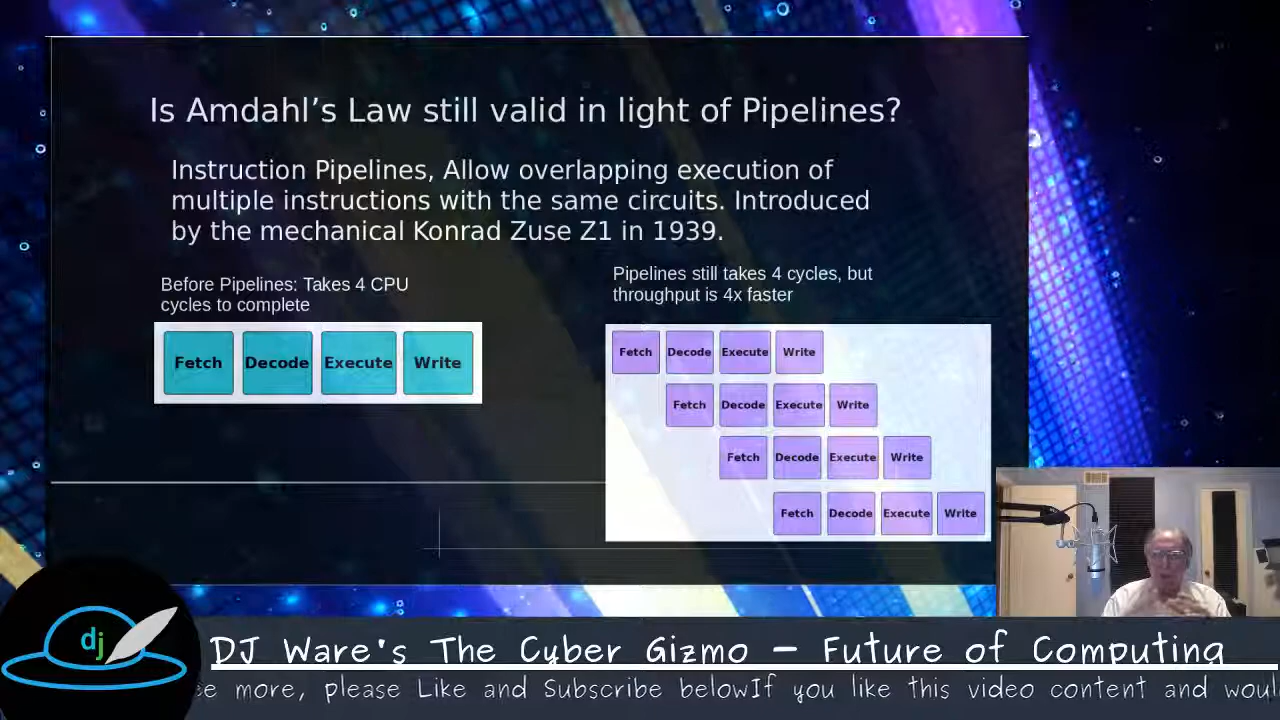 Is Amdahl’s Law still valid in light of Pipelines?
Instruction Pipelines, Allow overlapping execution of
multiple instructions with the same circuits. Introduced
by the mechanical Konrad Zuse Z1 in 1939.
Before Pipelines: Takes 4 CPU
cycles to complete
Fetch Decode Execute Write
Pipelines still takes 4 cycles, but
throughput is 4x faster
Fetch Decode Execute Write
Fetch Decode Execute Write
Fetch Decode Execute Write
Fetch Decode Execute Write
dj
DJ Ware's The Cyber Gizmo – Future of Computing
more, please Like and Subscribe belowIf you like this video content and